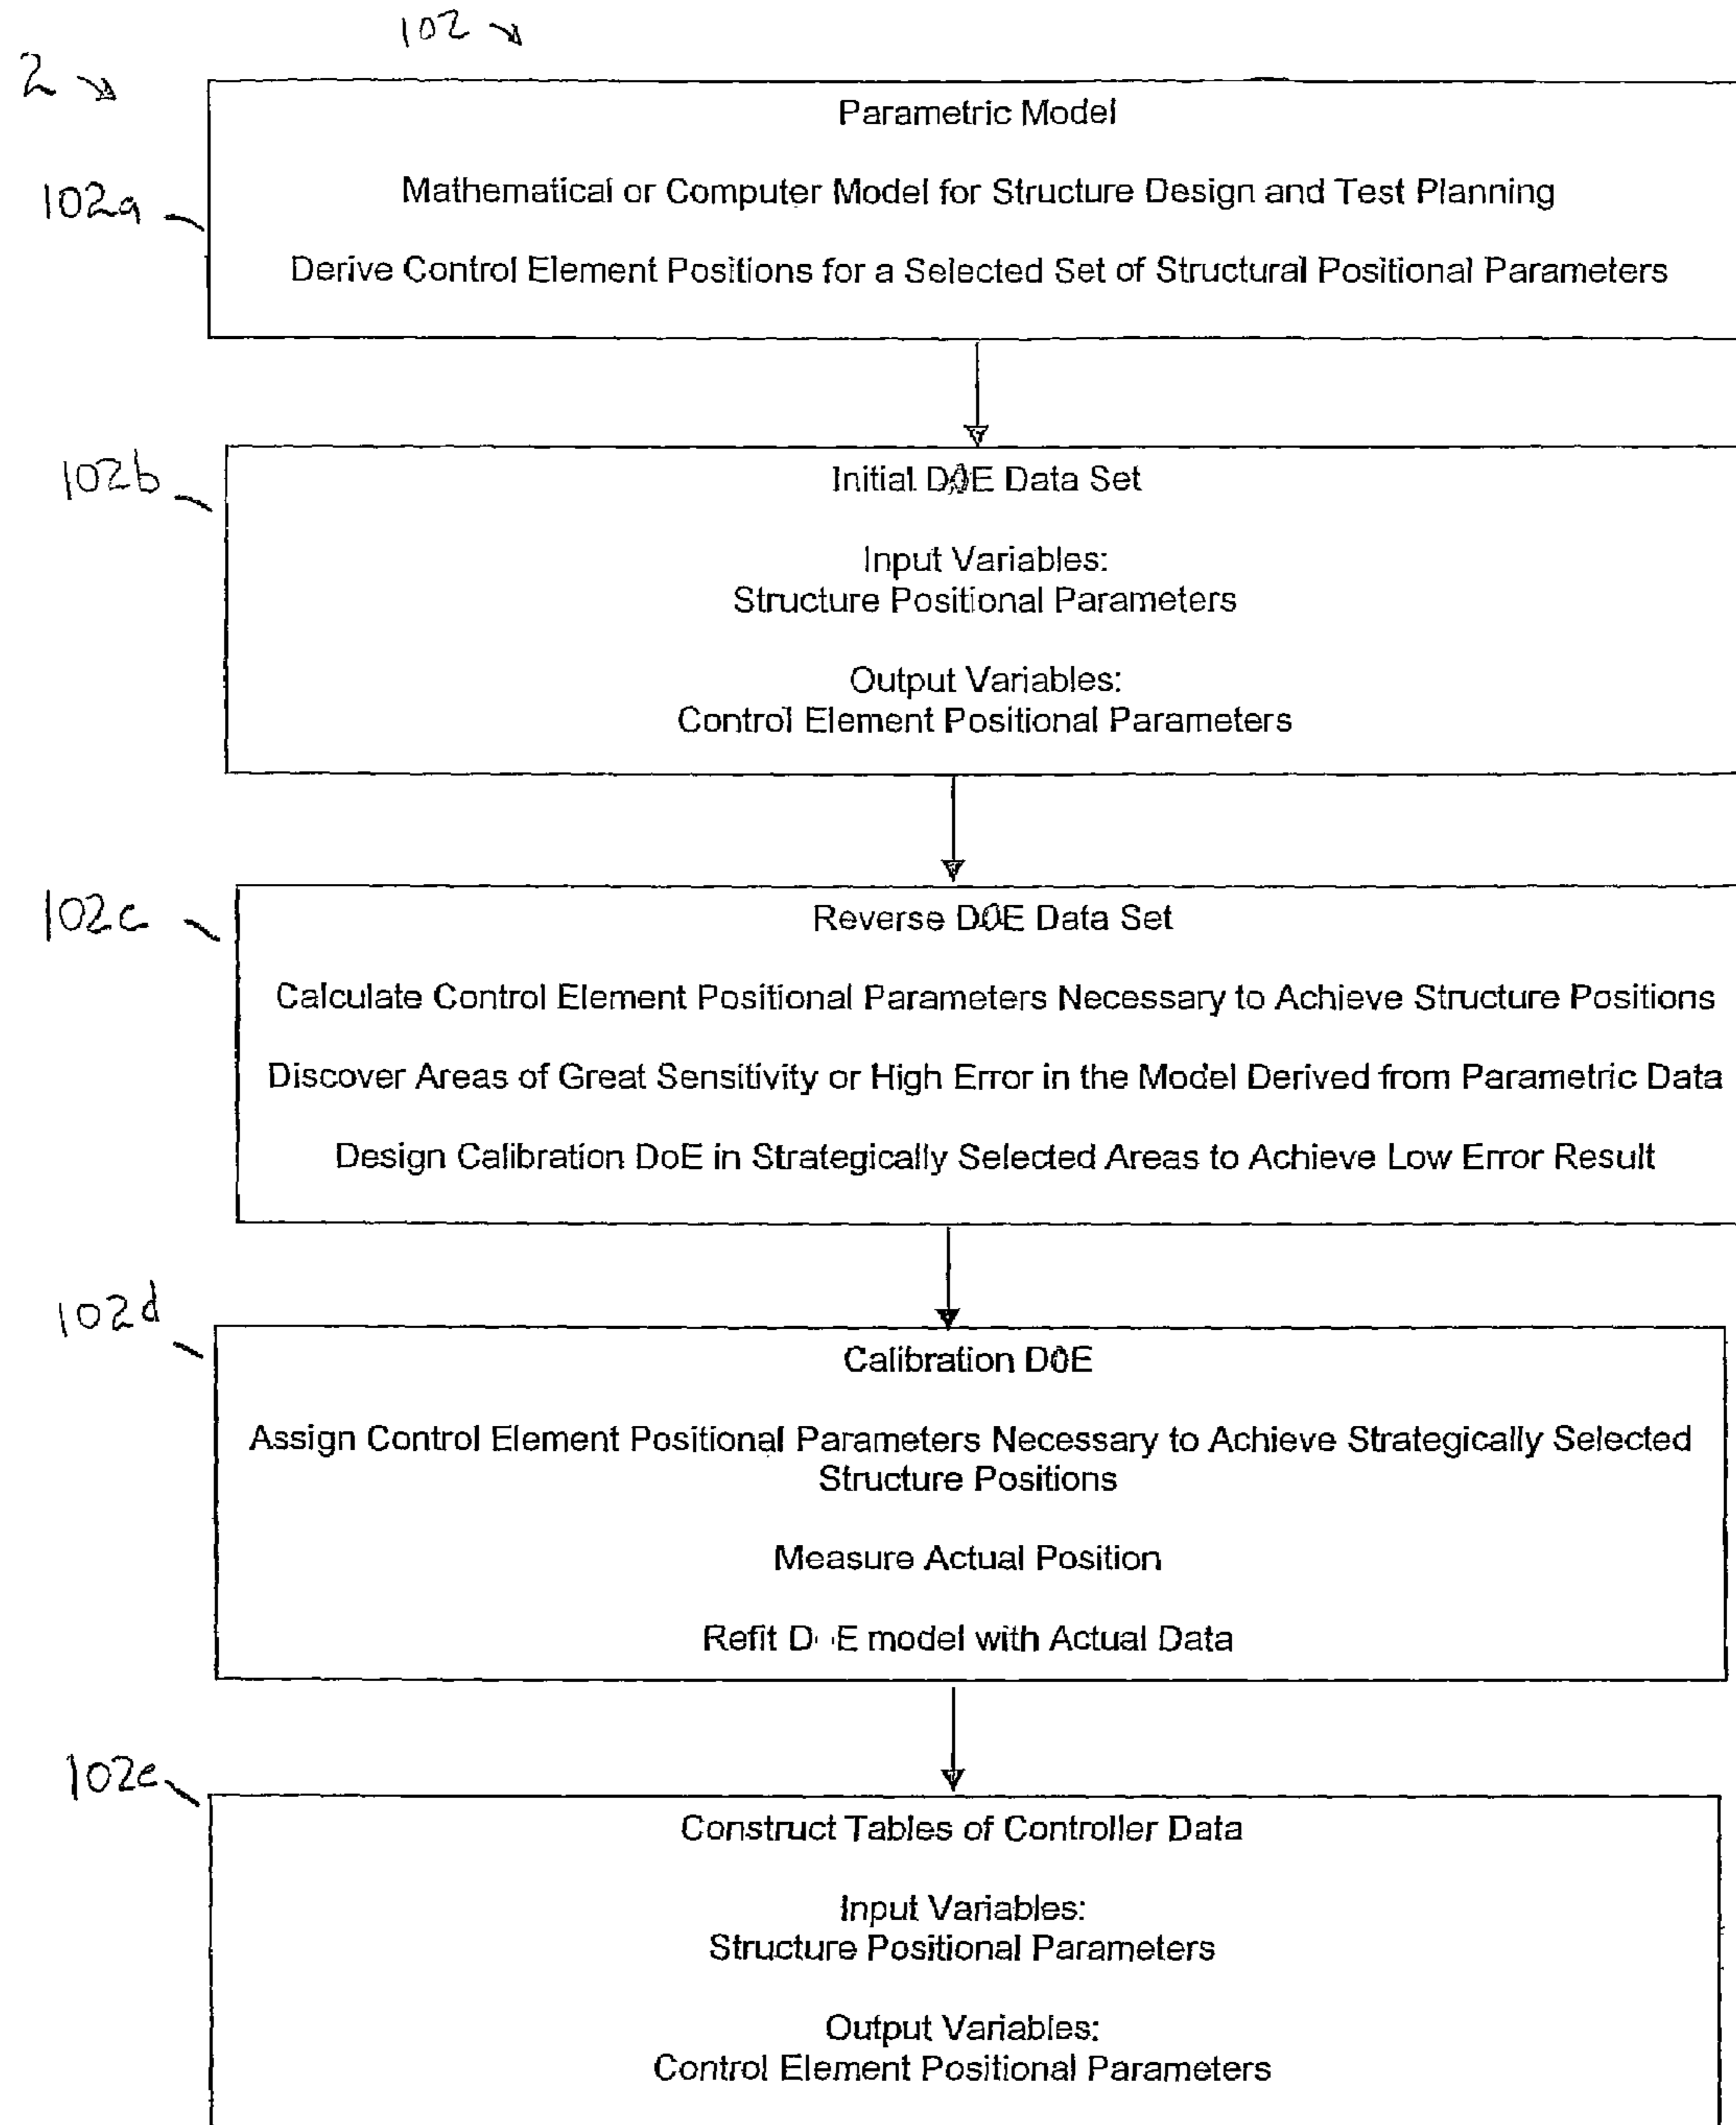 102
2
Parametric Model
102a
Mathematical or Computer Model for Structure Design and Test Planning
Derive Control Element Positions for a Selected Set of Structural Positional Parameters
102b
Initial DOE Data Set
Input Variables:
Structure Positional Parameters
Output Variables:
Control Element Positional Parameters
102c
Reverse DOE Data Set
Calculate Control Element Positional Parameters Necessary to Achieve Structure Positions
Discover Areas of Great Sensitivity or High Error in the Model Derived from Parametric Data
Design Calibration DoE in Strategically Selected Areas to Achieve Low Error Result
102d
Calibration DOE
Assign Control Element Positional Parameters Necessary to Achieve Strategically Selected
Structure Positions
Measure Actual Position
Refit model with Actual Data
102e
Construct Tables of Controller Data
Input Variables:
Structure Positional Parameters
Output Variables:
Control Element Positional Parameters